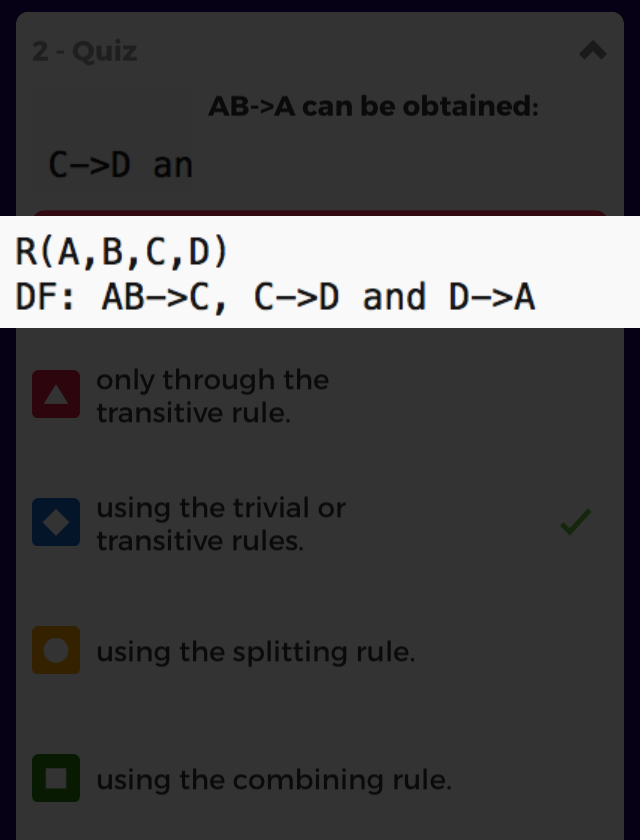 2 - Quiz
AB->A can be obtained:
C->D an
R(A,B,C,D)
DF: AB->C, C->D and D->A
only through the
transitive rule.
using the trivial or
transitive rules.
using the splitting rule.
using the combining rule.